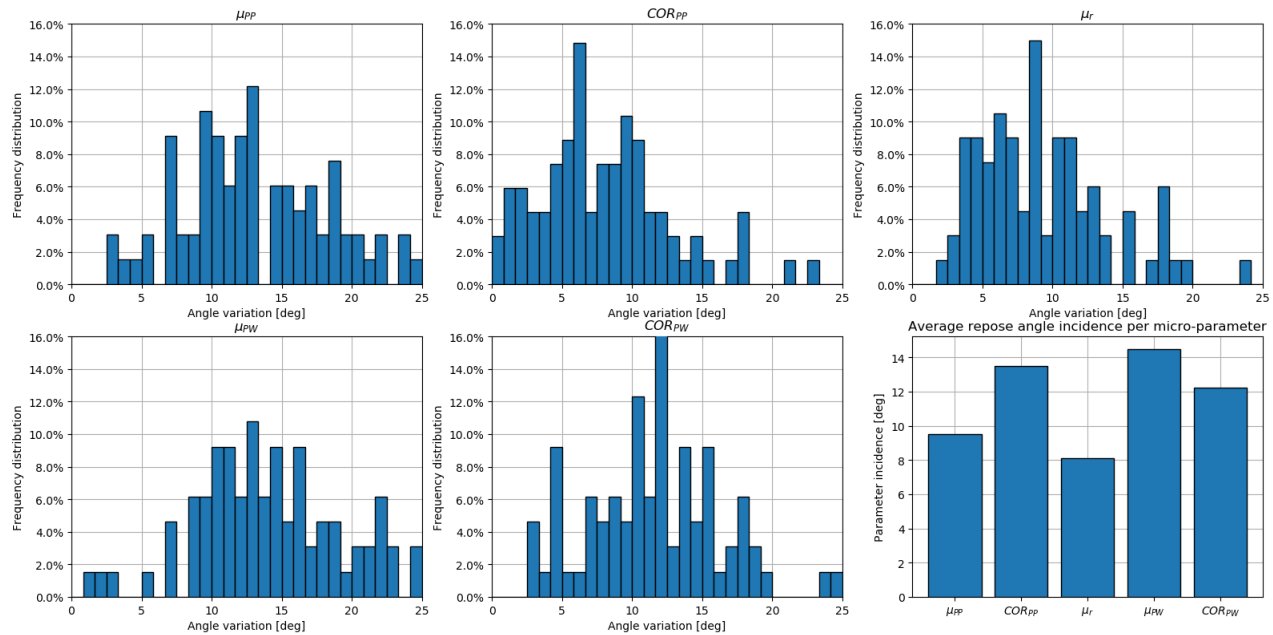 μPP
16.0%
14.0%
12.0%
10.0%
8.0%
6.0%
4.0%
2.0%
0.0%
Frequency distribution
0 5 10 15 20 25
Angle variation [deg]
CORPP
16.0%
14.0%
12.0%
10.0%
8.0%
6.0%
4.0%
2.0%
0.0%
Frequency distribution
0 5 10 15 20 25
Angle variation [deg]
μr
16.0%
14.0%
12.0%
10.0%
8.0%
6.0%
4.0%
2.0%
0.0%
Frequency distribution
0 5 10 15 20 25
Angle variation [deg]
μPW
16.0%
14.0%
12.0%
10.0%
8.0%
6.0%
4.0%
2.0%
0.0%
Frequency distribution
0 5 10 15 20 25
Angle variation [deg]
CORPW
16.0%
14.0%
12.0%
10.0%
8.0%
6.0%
4.0%
2.0%
0.0%
Frequency distribution
0 5 10 15 20 25
Angle variation [deg]
Average repose angle incidence per micro-parameter
14
12
10
8
6
4
2
0
Parameter incidence [deg]
μPP CORPP μr μPW CORPW